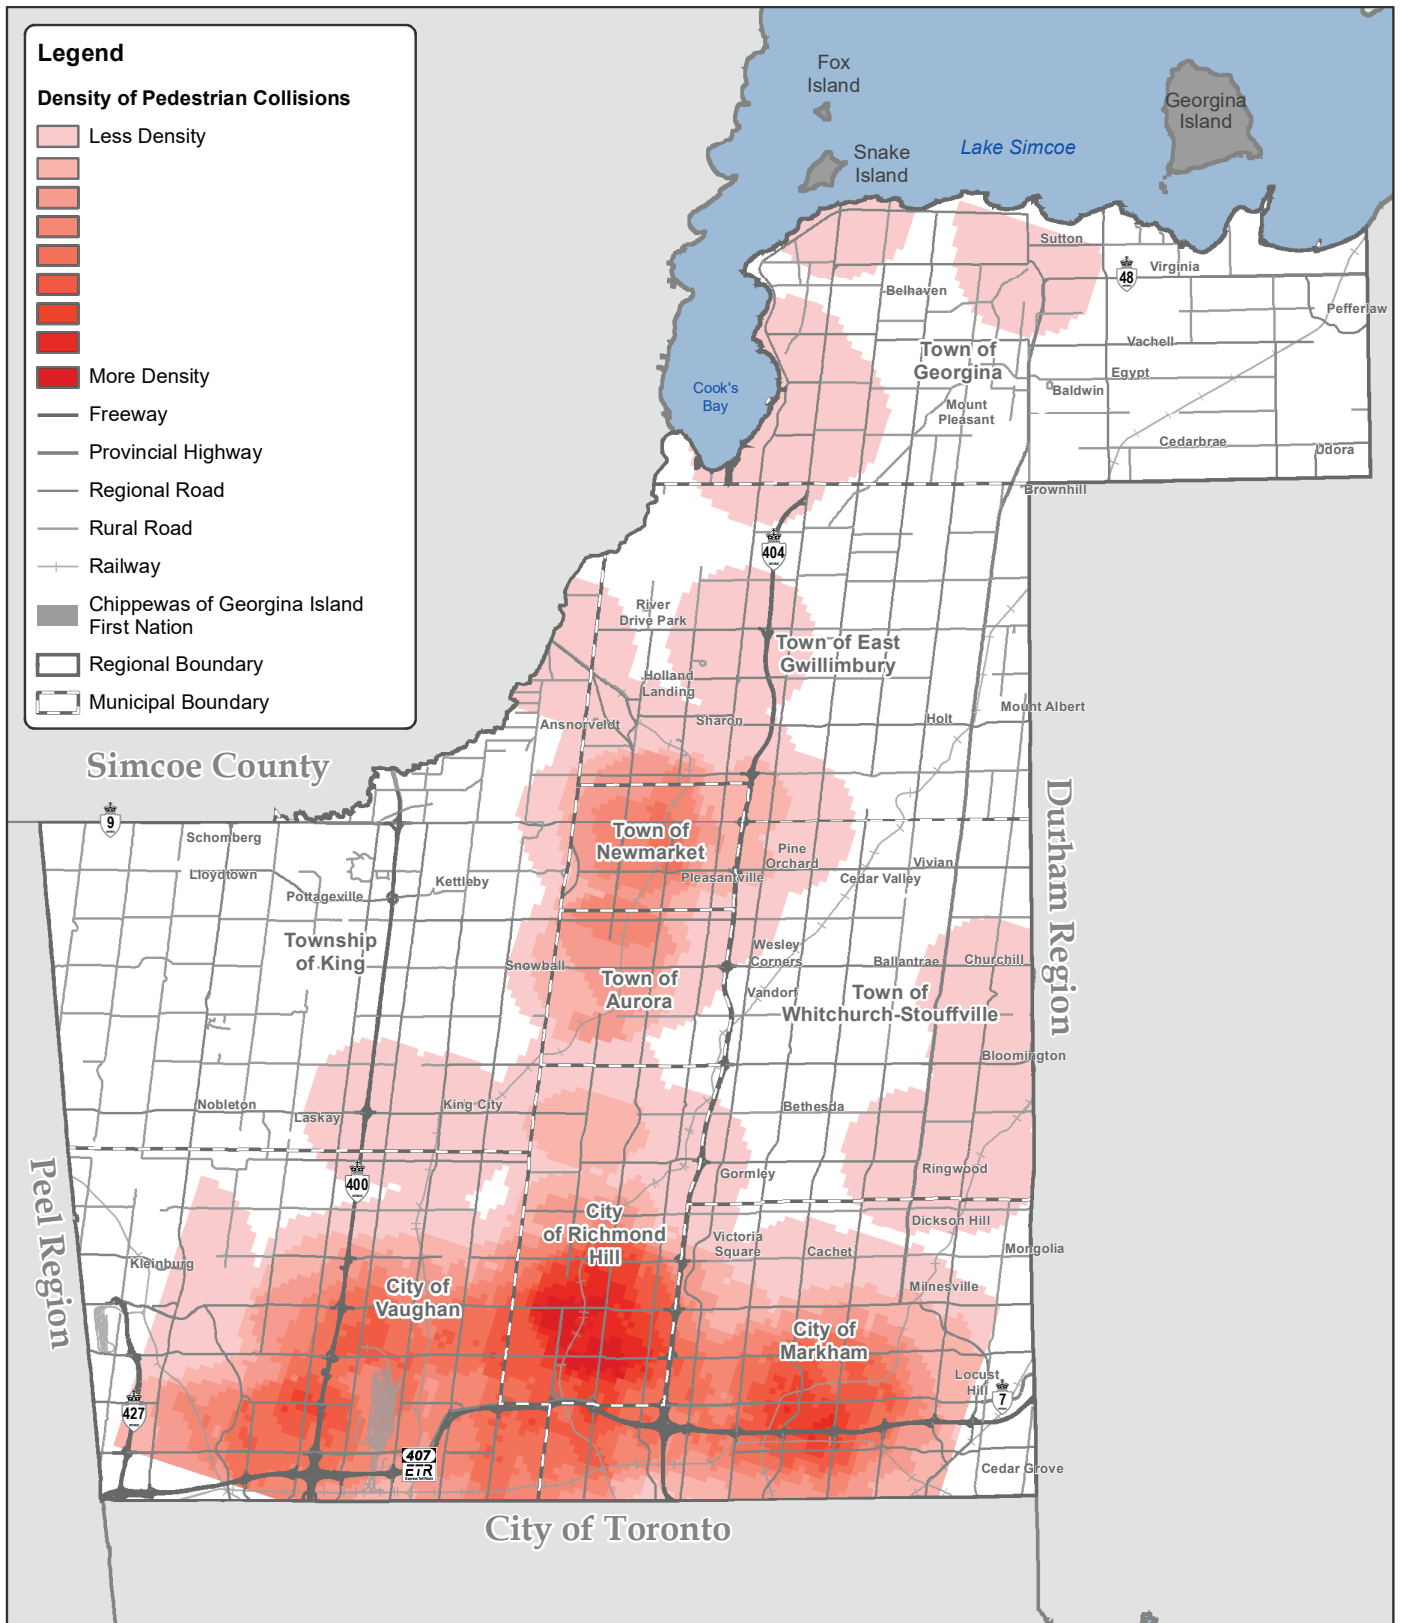 Legend
Density of Pedestrian Collisions
Less Density
More Density
Freeway
Provincial Highway
Regional Road
Rural Road
Railway
Chippewas of Georgina Island
First Nation
Regional Boundary
Municipal Boundary
Fox
Island
Georgina
Island
Lake Simcoe
Snake
Island
Sutton
Virginia
48
Belhaven
Pefferlaw
Town of
Georgina
Vachell
Egypt
Baldwin
Cook's
Bay
Mount
Pleasant
Cedarbrae
Udora
Brownhill
404
River
Drive Park
Town of East
Gwillimbury
Holland
Landing
Mount Albert
Ansnorveldt
Sharon
Holt
Simcoe County
Durham Region
9
Schomberg
Town of
Newmarket
Pine
Orchard
Lloydtown
Kettleby
Pleasantville
Vivian
Cedar Valley
Pottageville
Township
of King
Wesley
Corners
Snowball
Ballantrae
Churchill
Town of
Aurora
Vandorf
Town of
Whitchurch-Stouffville
Bloomington
Nobleton
Laskay
King City
Bethesda
Peel Region
400
Gormley
Ringwood
City
of Richmond
Hill
Dickson Hill
Victoria
Square
Cachet
Mongolia
Kleinburg
City of
Vaughan
Milnesville
City of
Markham
Locust
Hill
7
427
407
ETR
Cedar Grove
City of Toronto